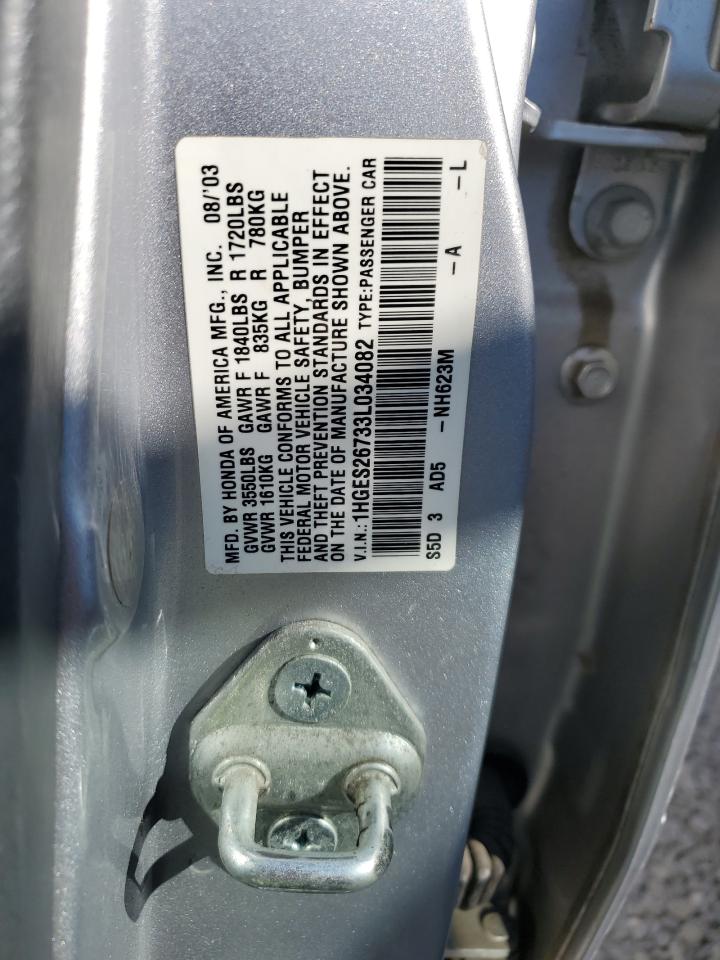 MFD. BY HONDA OF AMERICA MFG., INC. 08/'03
GVWR 3550LBS GAWR F 1840LBS R 1720LBS
GVWR 1610KG GAWR F 835KG R 780KG
THIS VEHICLE CONFORMS TO ALL APPLICABLE
FEDERAL MOTOR VEHICLE SAFETY, BUMPER
AND THEFT PREVENTION STANDARDS IN EFFECT
ON THE DATE OF MANUFACTURE SHOWN ABOVE.
V.I.N.: 1HGES26733L034082 TYPE:PASSENGER CAR
S5D 3 AD5 -NH623M -A -L